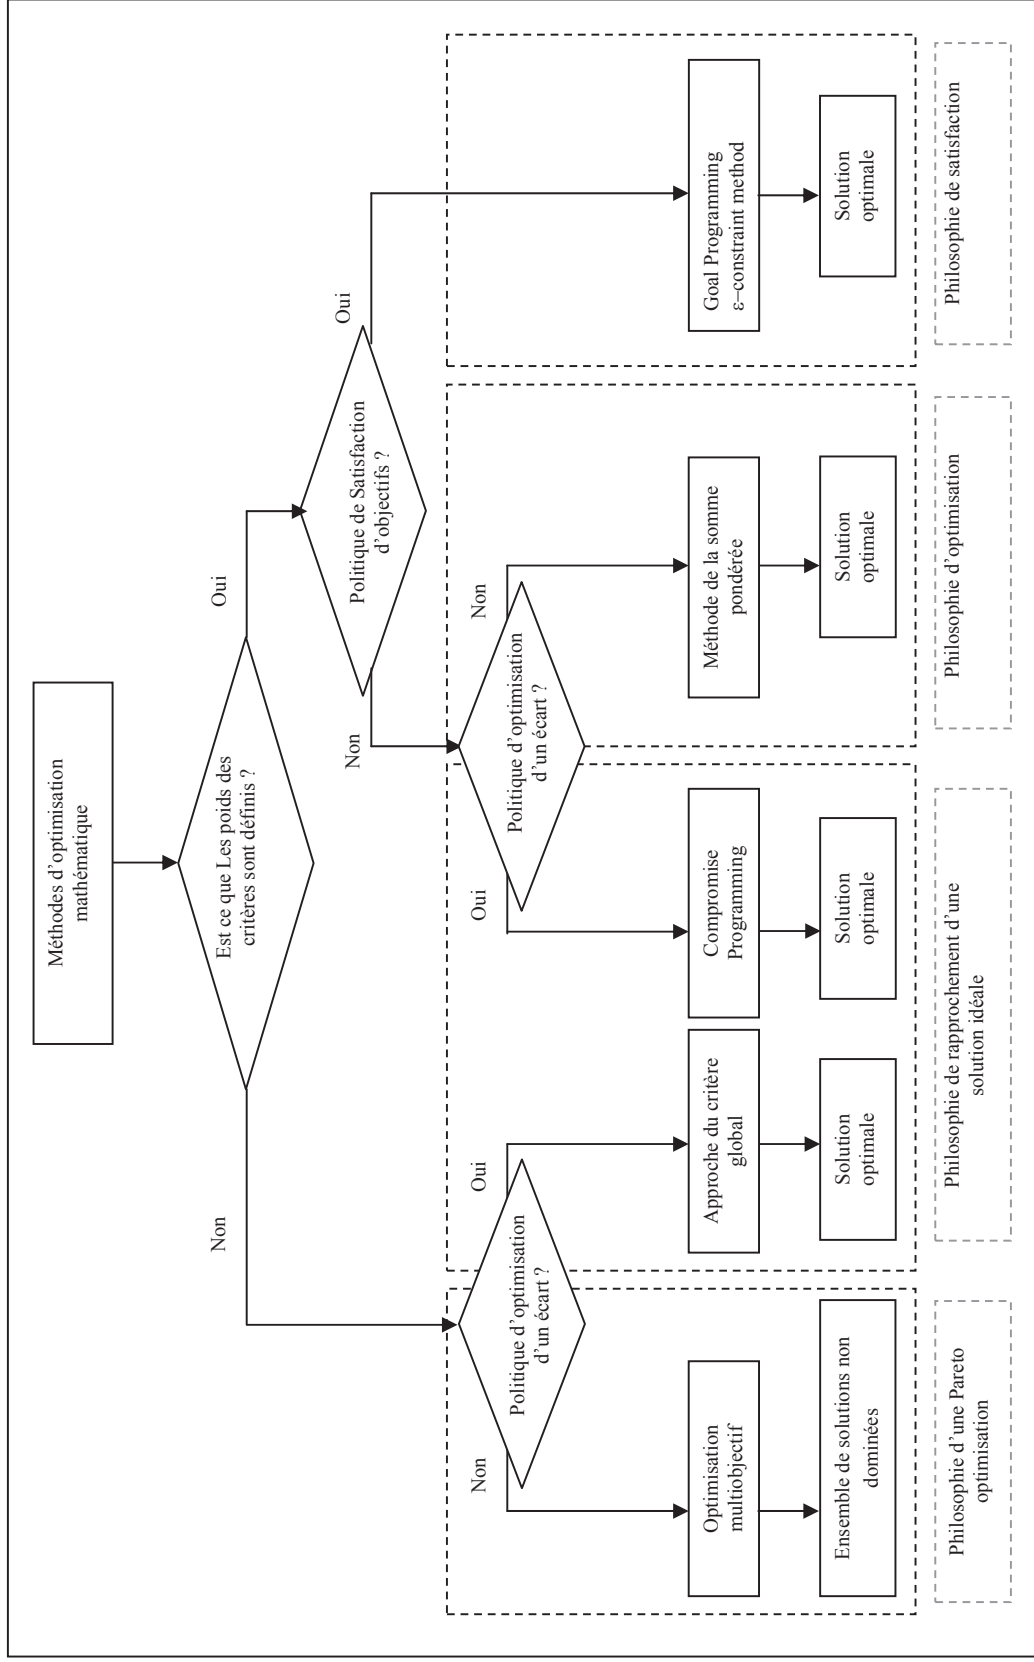 Méthodes d'optimisation
mathématique
Est ce que Les poids des
critères sont définis ?
Non
Oui
Politique de Satisfaction
d'objectifs ?
Non
Oui
Politique d'optimisation
d'un écart ?
Non
Oui
Politique d'optimisation
d'un écart ?
Oui
Non
Optimisation
multiobjectif
Approche du critère
global
Compromise
Programming
Méthode de la somme
pondérée
Goal Programming
ε–constraint method
Ensemble de solutions non
dominées
Solution
optimale
Solution
optimale
Solution
optimale
Solution
optimale
Philosophie d'une Pareto
optimisation
Philosophie de rapprochement d'une
solution idéale
Philosophie d'optimisation
Philosophie de satisfaction